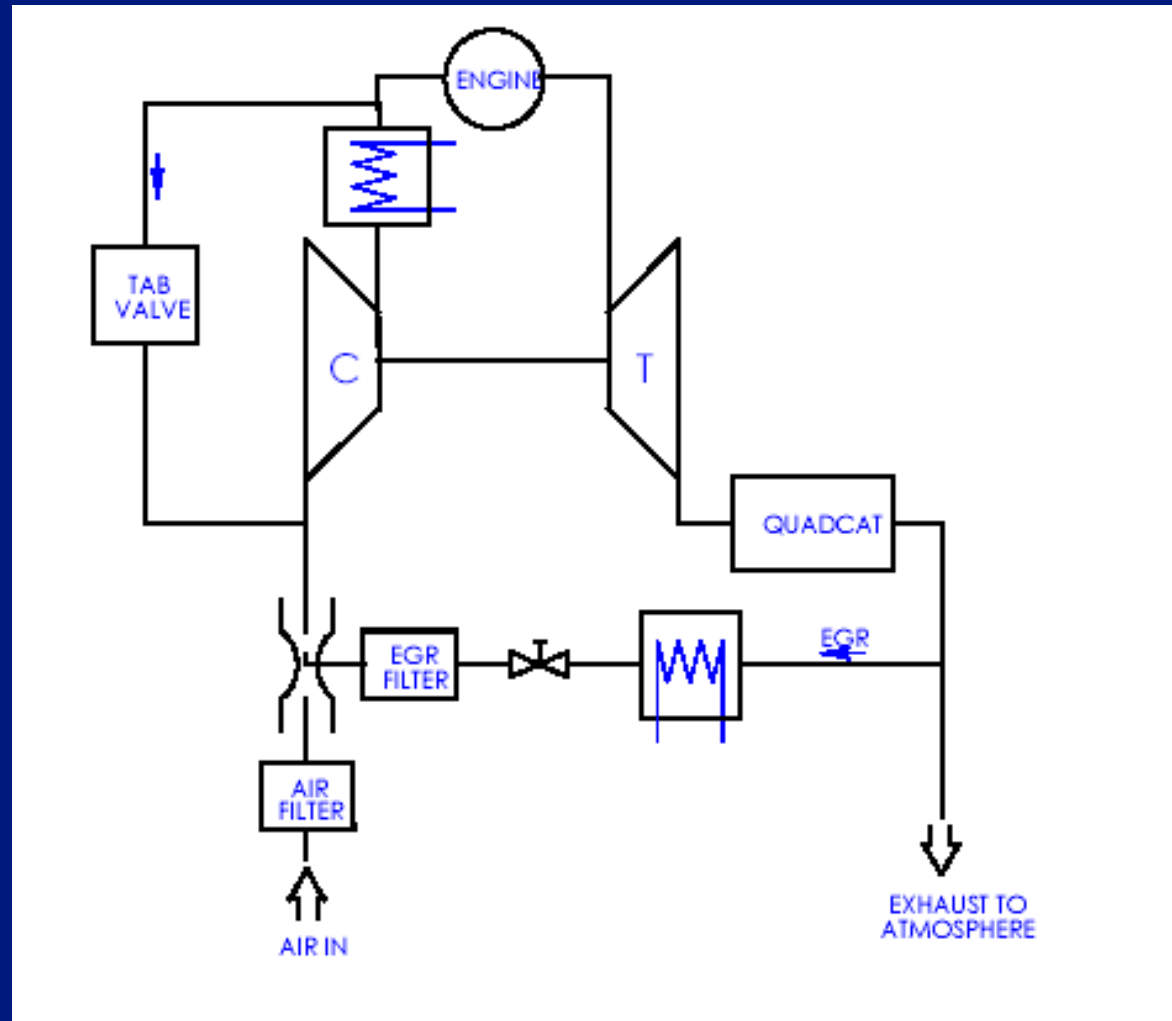 ENGINE
TAB
VALVE
C
T
QUADCAT
EGR
FILTER
EGR
AIR
FILTER
AIR IN
EXHAUST TO
ATMOSPHERE